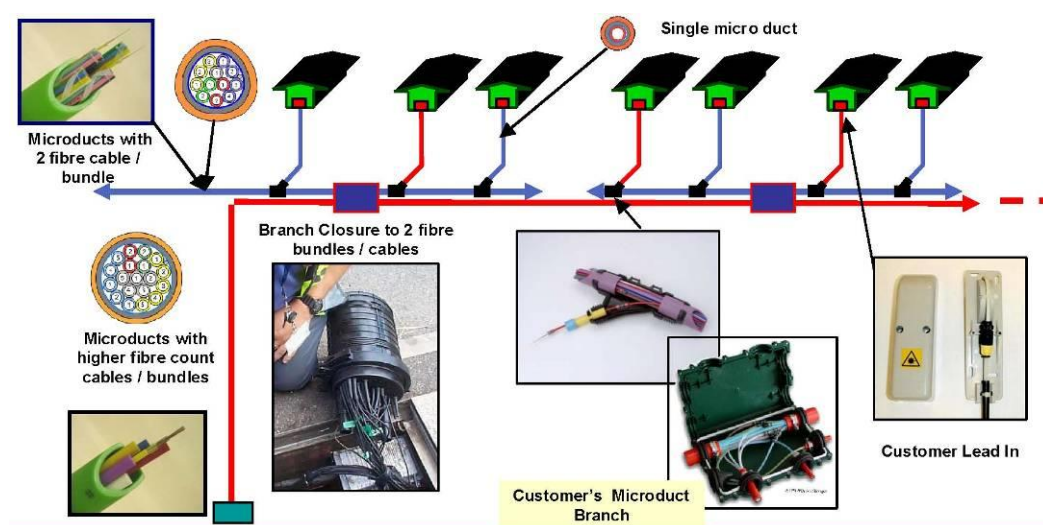 Single micro duct
Microducts with
2 fibre cable /
bundle
Branch Closure to 2 fibre
bundles / cables
Microducts with
higher fibre count
cables / bundles
Customer Lead In
Customer's Microduct
Branch